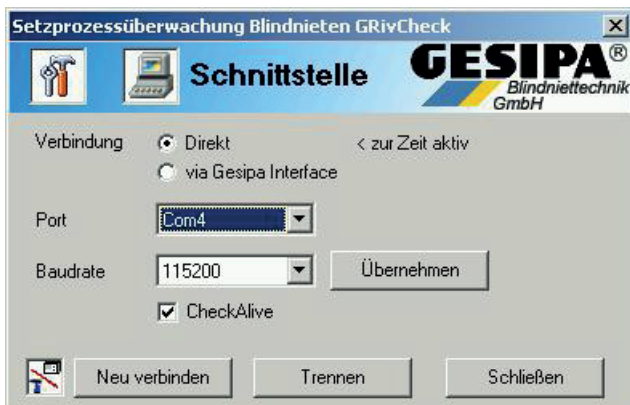 Setzprozessüberwachung Blindnieten GRivCheck
Schnittstelle
GESIPA®
Blindniettechnik
GmbH
Verbindung Direkt < zur Zeit aktiv
via Gesipa Interface
Port Com4
Baudrate 115200 Übernehmen
CheckAlive
Neu verbinden Trennen Schließen